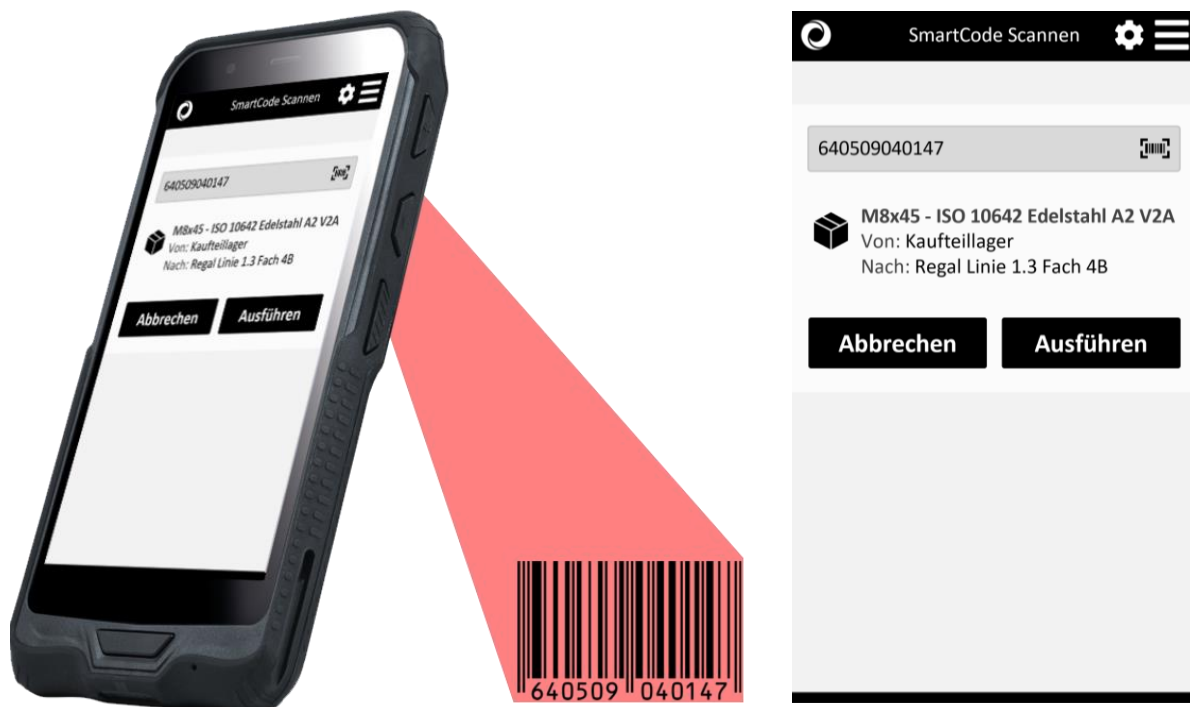 SmartCode Scannen
640509040147
M8x45 - ISO 10642 Edelstahl A2 V2A
Von: Kaufteillager
Nach: Regal Linie 1.3 Fach 4B
Abbrechen Ausführen
640509 040147
SmartCode Scannen
640509040147
M8x45 - ISO 10642 Edelstahl A2 V2A
Von: Kaufteillager
Nach: Regal Linie 1.3 Fach 4B
Abbrechen Ausführen